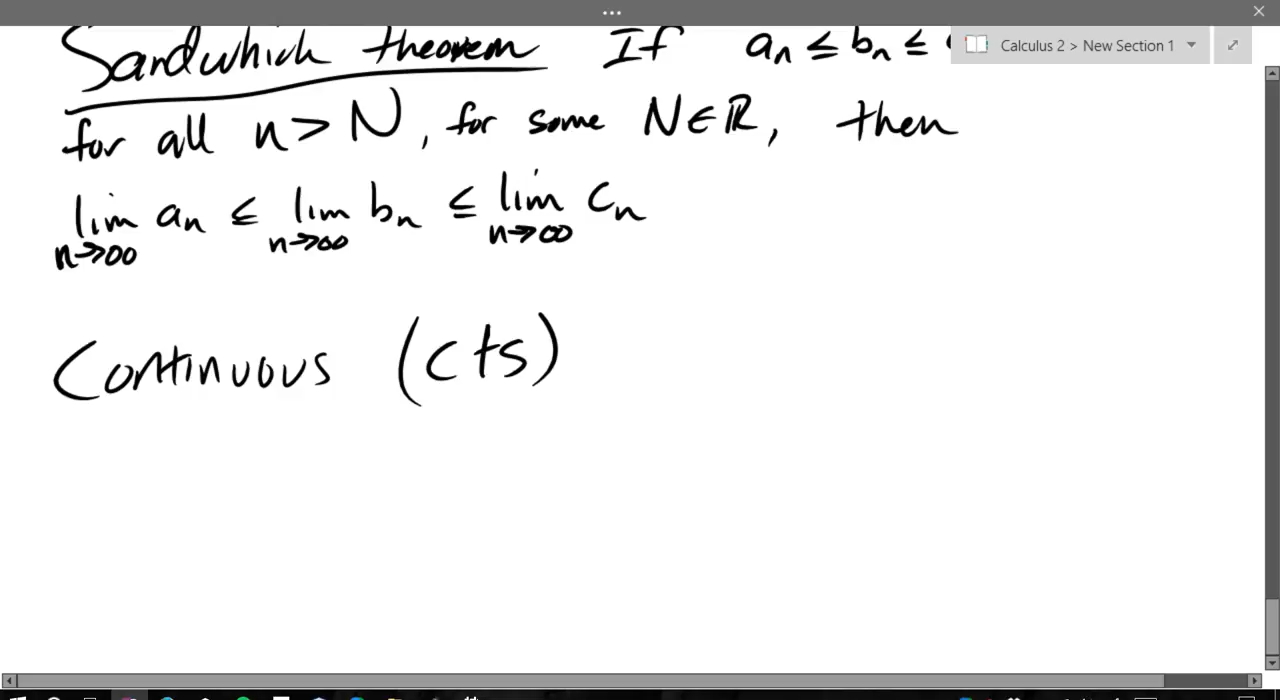 Calculus 2 > New Section 1
Sandwhich theorem If aₙ ≤ bₙ ≤
for all n > N, for some N ∈ ℝ, then
lim n→∞ aₙ ≤ lim n→∞ bₙ ≤ lim n→∞ cₙ
Continuous (cts)